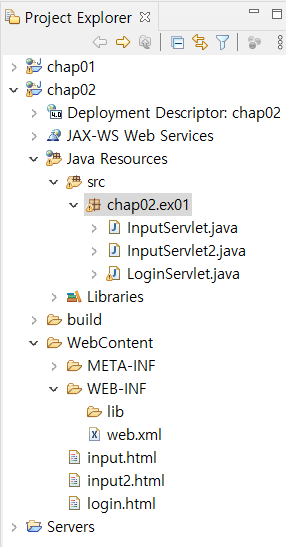 Project Explorer
chap01
chap02
4.0 Deployment Descriptor: chap02
JAX-WS Web Services
Java Resources
src
chap02.ex01
InputServlet.java
InputServlet2.java
LoginServlet.java
Libraries
build
WebContent
META-INF
WEB-INF
lib
web.xml
input.html
input2.html
login.html
Servers